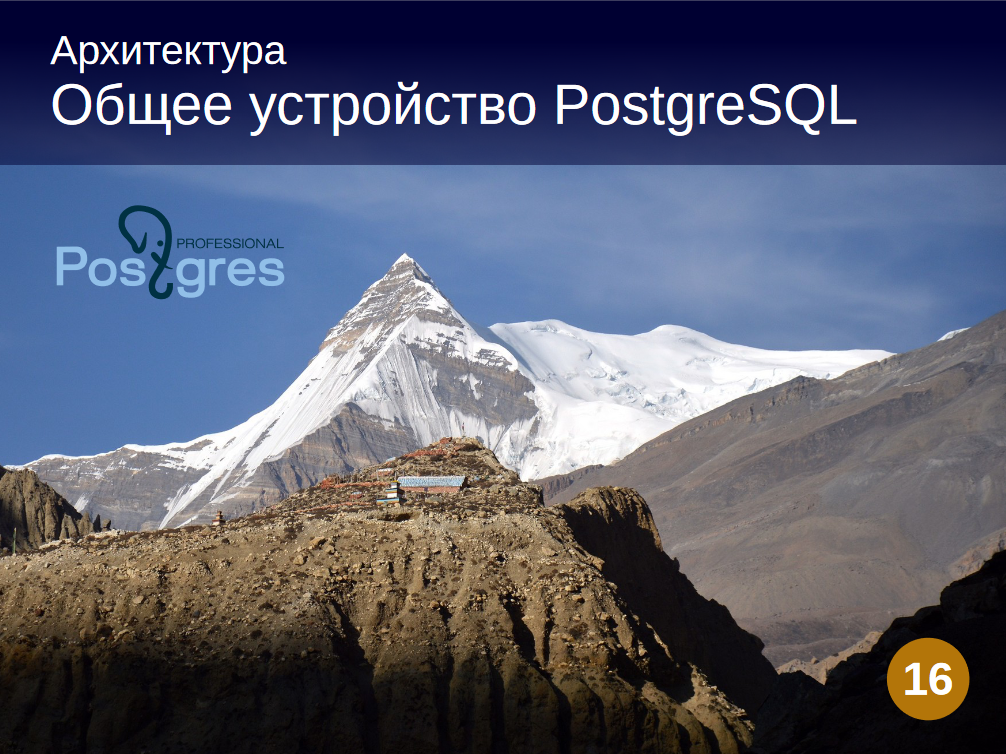 Архитектура
Общее устройство PostgreSQL
PROFESSIONAL
Postgres
16